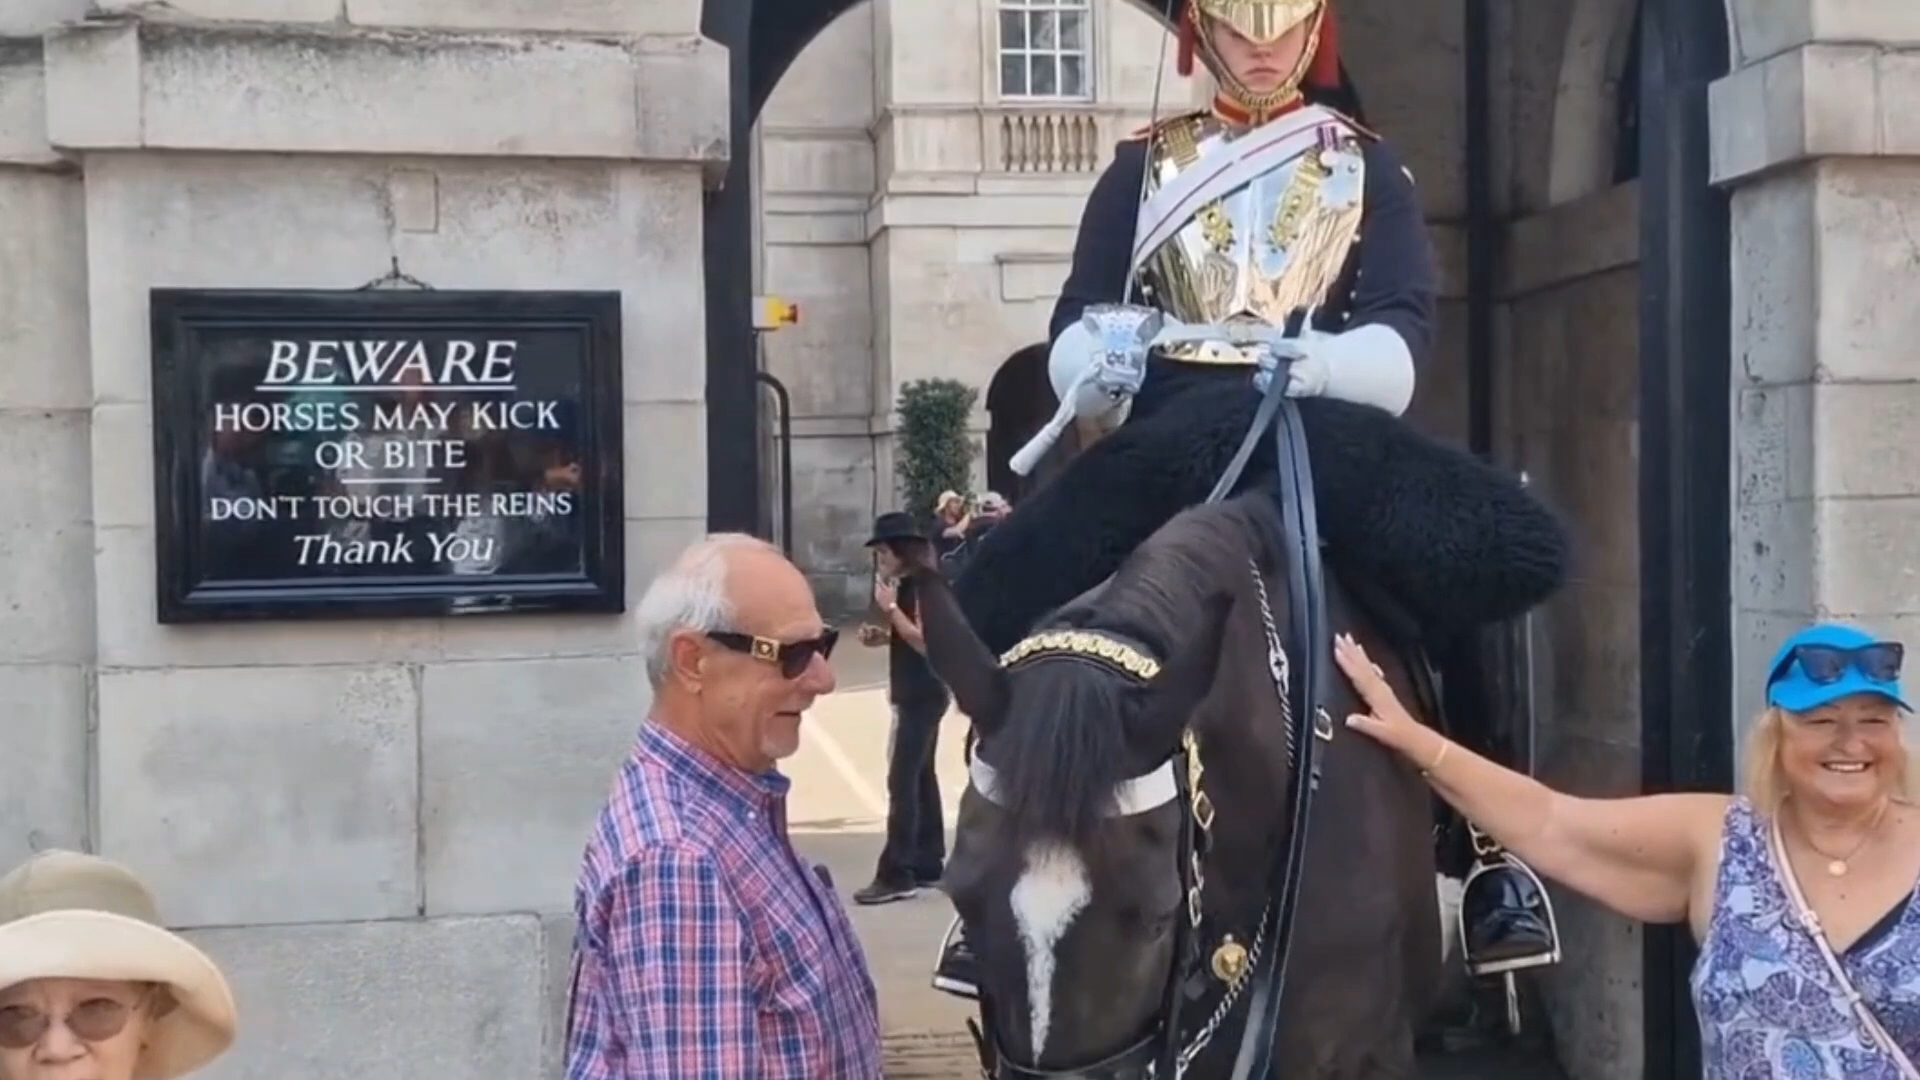 BEWARE
HORSES MAY KICK
OR BITE
DON'T TOUCH THE REINS
Thank You